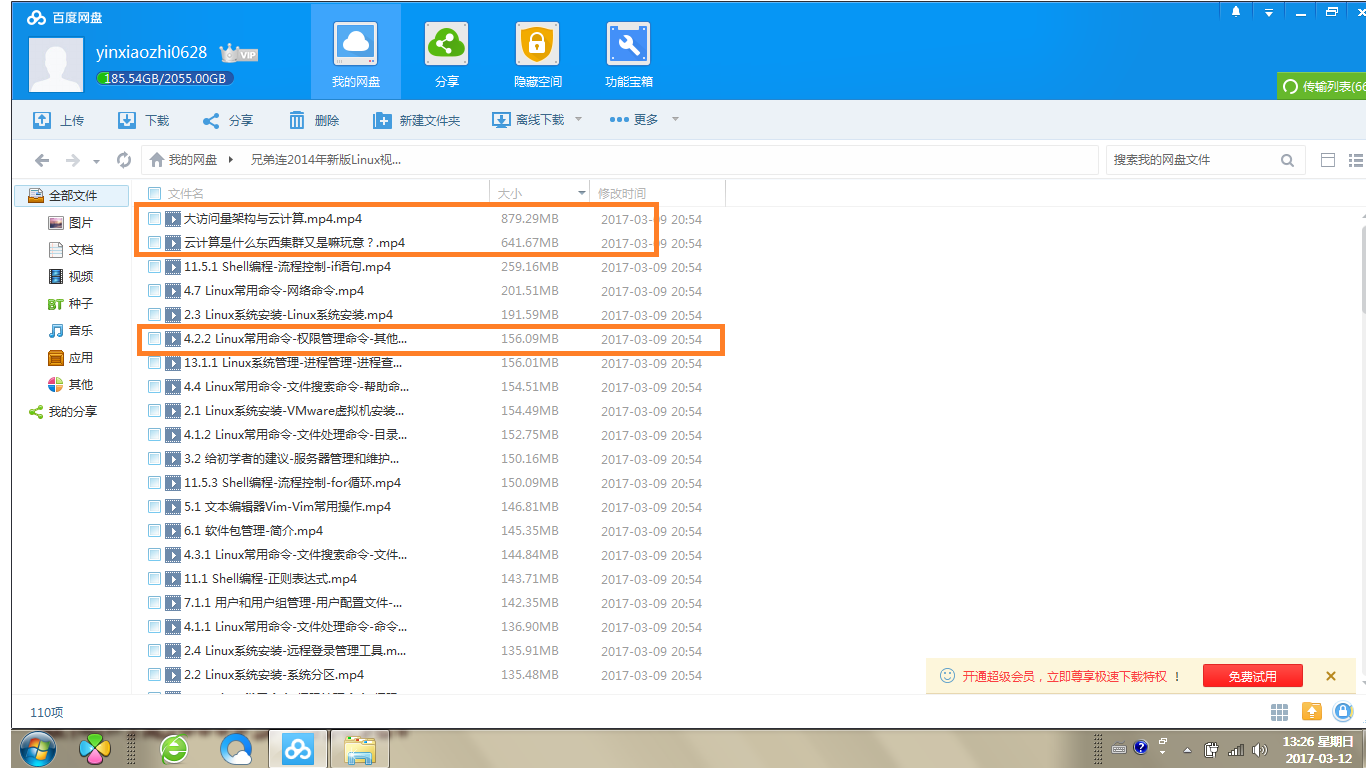 百度网盘
yinxiaozhi0628 VIP
185.54GB/2055.00GB
我的网盘 分享 隐藏空间 功能宝箱
传输列表(66
上传 下载 分享 删除 新建文件夹 离线下载 更多
我的网盘 兄弟连2014年新版Linux视... 搜索我的网盘文件
全部文件
图片
文档
视频
BT 种子
音乐
应用
其他
我的分享
文件名 大小 修改时间
大访问量架构与云计算.mp4.mp4 879.29MB 2017-03-09 20:54
云计算是什么东西集群又是嘛玩意？.mp4 641.67MB 2017-03-09 20:54
11.5.1 Shell编程-流程控制-if语句.mp4 259.16MB 2017-03-09 20:54
4.7 Linux常用命令-网络命令.mp4 201.51MB 2017-03-09 20:54
2.3 Linux系统安装-Linux系统安装.mp4 191.59MB 2017-03-09 20:54
4.2.2 Linux常用命令-权限管理命令-其他... 156.09MB 2017-03-09 20:54
13.1.1 Linux系统管理-进程管理-进程查... 156.01MB 2017-03-09 20:54
4.4 Linux常用命令-文件搜索命令-帮助命... 154.51MB 2017-03-09 20:54
2.1 Linux系统安装-VMware虚拟机安装... 154.49MB 2017-03-09 20:54
4.1.2 Linux常用命令-文件处理命令-目录... 152.75MB 2017-03-09 20:54
3.2 给初学者的建议-服务器管理和维护... 150.16MB 2017-03-09 20:54
11.5.3 Shell编程-流程控制-for循环.mp4 150.09MB 2017-03-09 20:54
5.1 文本编辑器Vim-Vim常用操作.mp4 146.81MB 2017-03-09 20:54
6.1 软件包管理-简介.mp4 145.35MB 2017-03-09 20:54
4.3.1 Linux常用命令-文件搜索命令-文件... 144.84MB 2017-03-09 20:54
11.1 Shell编程-正则表达式.mp4 143.71MB 2017-03-09 20:54
7.1.1 用户和用户组管理-用户配置文件-... 142.35MB 2017-03-09 20:54
4.1.1 Linux常用命令-文件处理命令-命令... 136.90MB 2017-03-09 20:54
2.4 Linux系统安装-远程登录管理工具.m... 135.91MB 2017-03-09 20:54
2.2 Linux系统安装-系统分区.mp4 135.48MB 2017-03-09 20:54
开通超级会员，立即尊享极速下载特权 ！ 免费试用
110项
13:26 星期日
2017-03-12